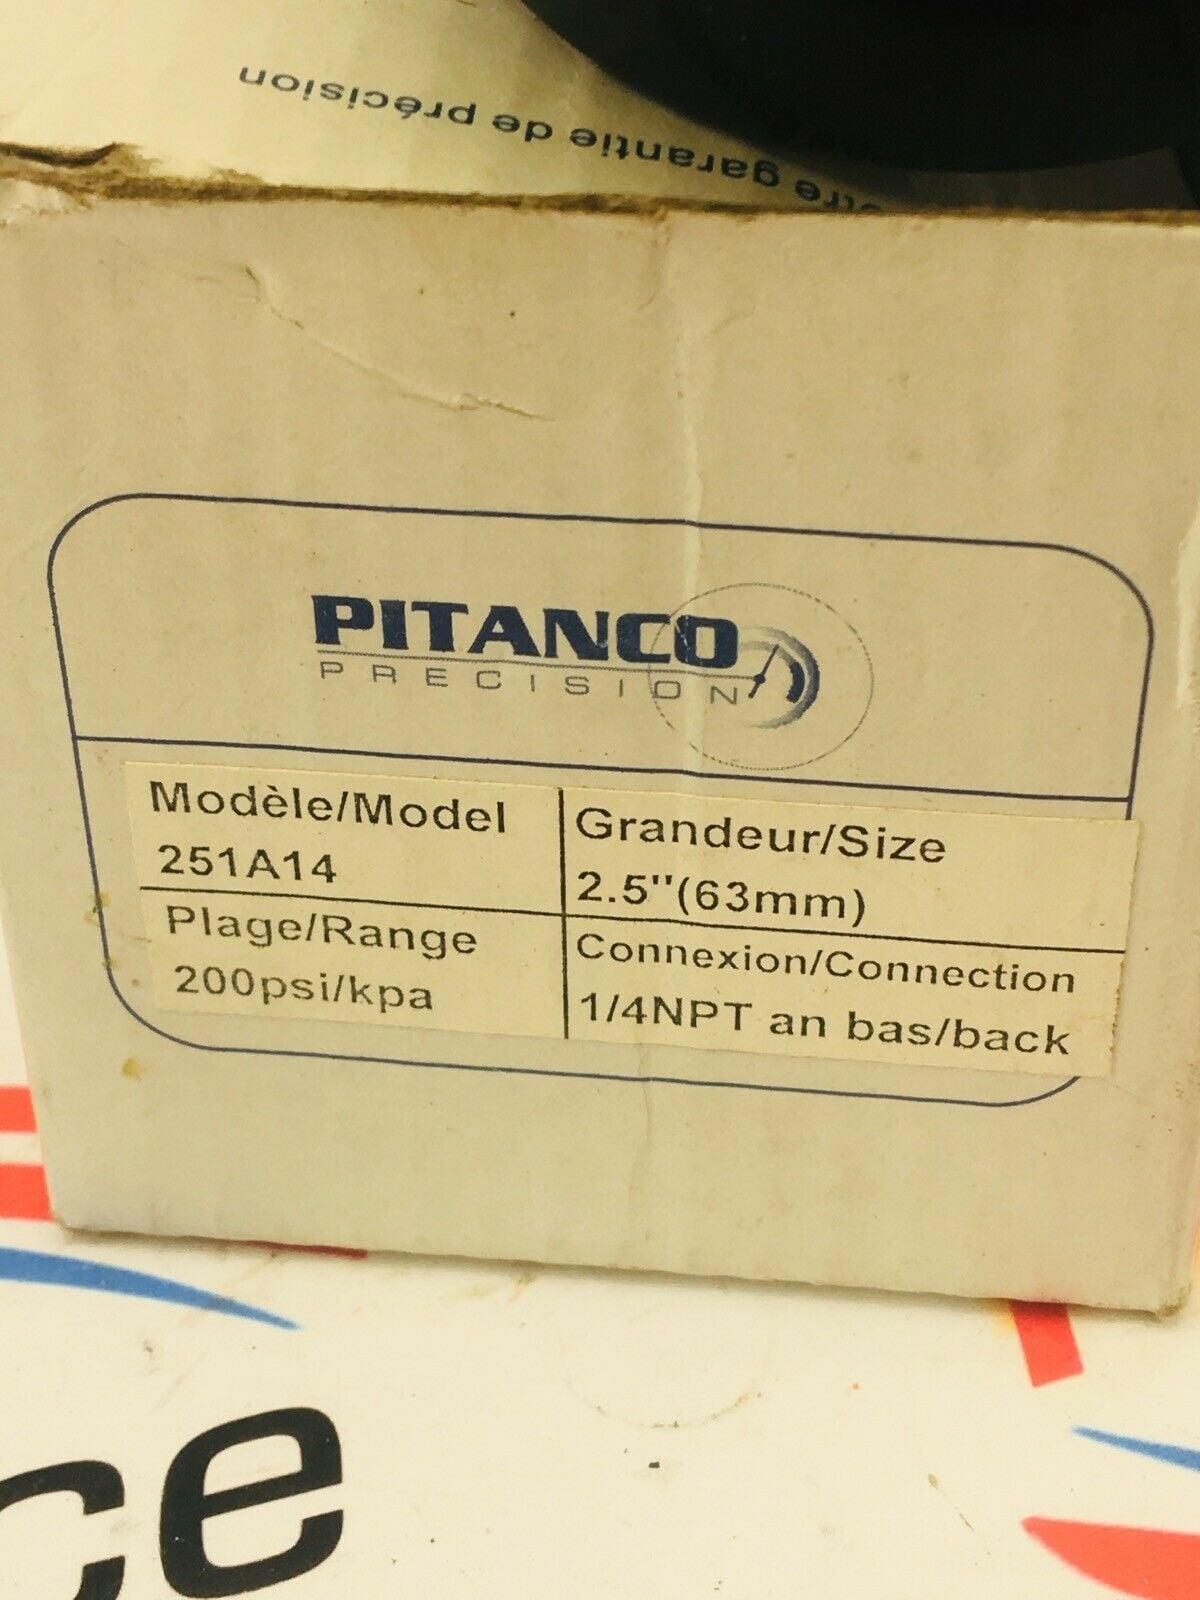 garantie de précision
PITANCO
PRECISION
Modèle/Model
251A14
Grandeur/Size
2.5''(63mm)
Plage/Range
200psi/kpa
Connexion/Connection
1/4NPT an bas/back
ce